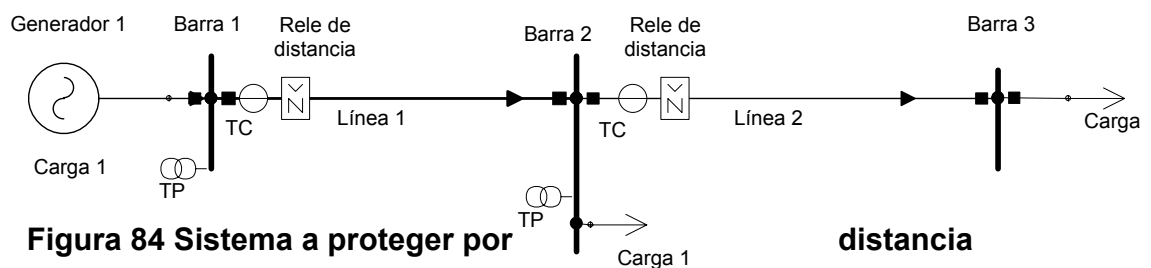 Generador 1
Barra 1
Rele de
distancia
Barra 2
Rele de
distancia
Barra 3
TC
Línea 1
TC
Línea 2
Carga
Carga 1
TP
TP
Carga 1
Figura 84 Sistema a proteger por distancia